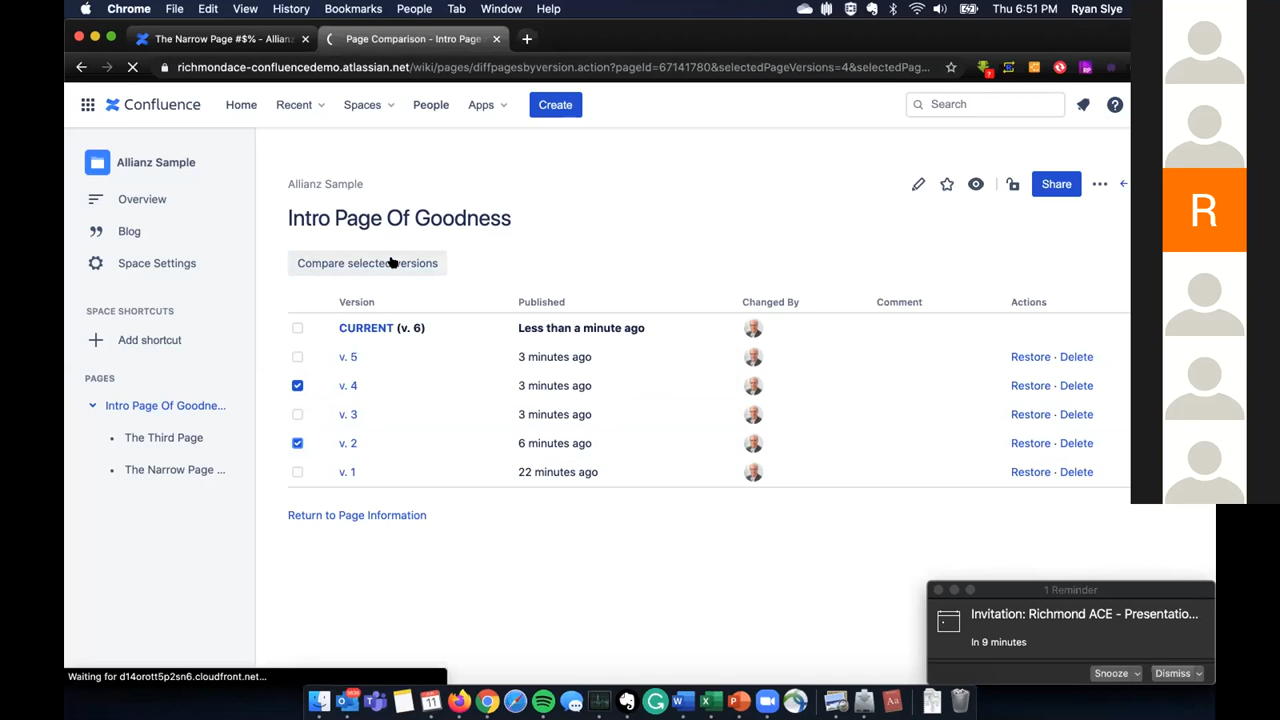 Chrome File Edit View History Bookmarks People Tab Window Help Thu 6:51 PM Ryan Slye
The Narrow Page #$% - Allian
Page Comparison - Intro Page
richmondace-confluencedemo.atlassian.net/wiki/pages/diffpagesbyversion.action?pageId=67141780&selectedPageVersions=4&selectedPag...
Confluence Home Recent Spaces People Apps Create Search
Allianz Sample
Overview
Blog
Space Settings
SPACE SHORTCUTS
Add shortcut
PAGES
Intro Page Of Goodne...
The Third Page
The Narrow Page ...
Allianz Sample
Share
Intro Page Of Goodness
Compare selected versions
Version Published Changed By Comment Actions
CURRENT (v. 6) Less than a minute ago
v. 5 3 minutes ago Restore · Delete
v. 4 3 minutes ago Restore · Delete
v. 3 3 minutes ago Restore · Delete
v. 2 6 minutes ago Restore · Delete
v. 1 22 minutes ago Restore · Delete
Return to Page Information
R
1 Reminder
Invitation: Richmond ACE - Presentatio...
In 9 minutes
Snooze Dismiss
Waiting for d14orott5p2sn6.cloudfront.net...